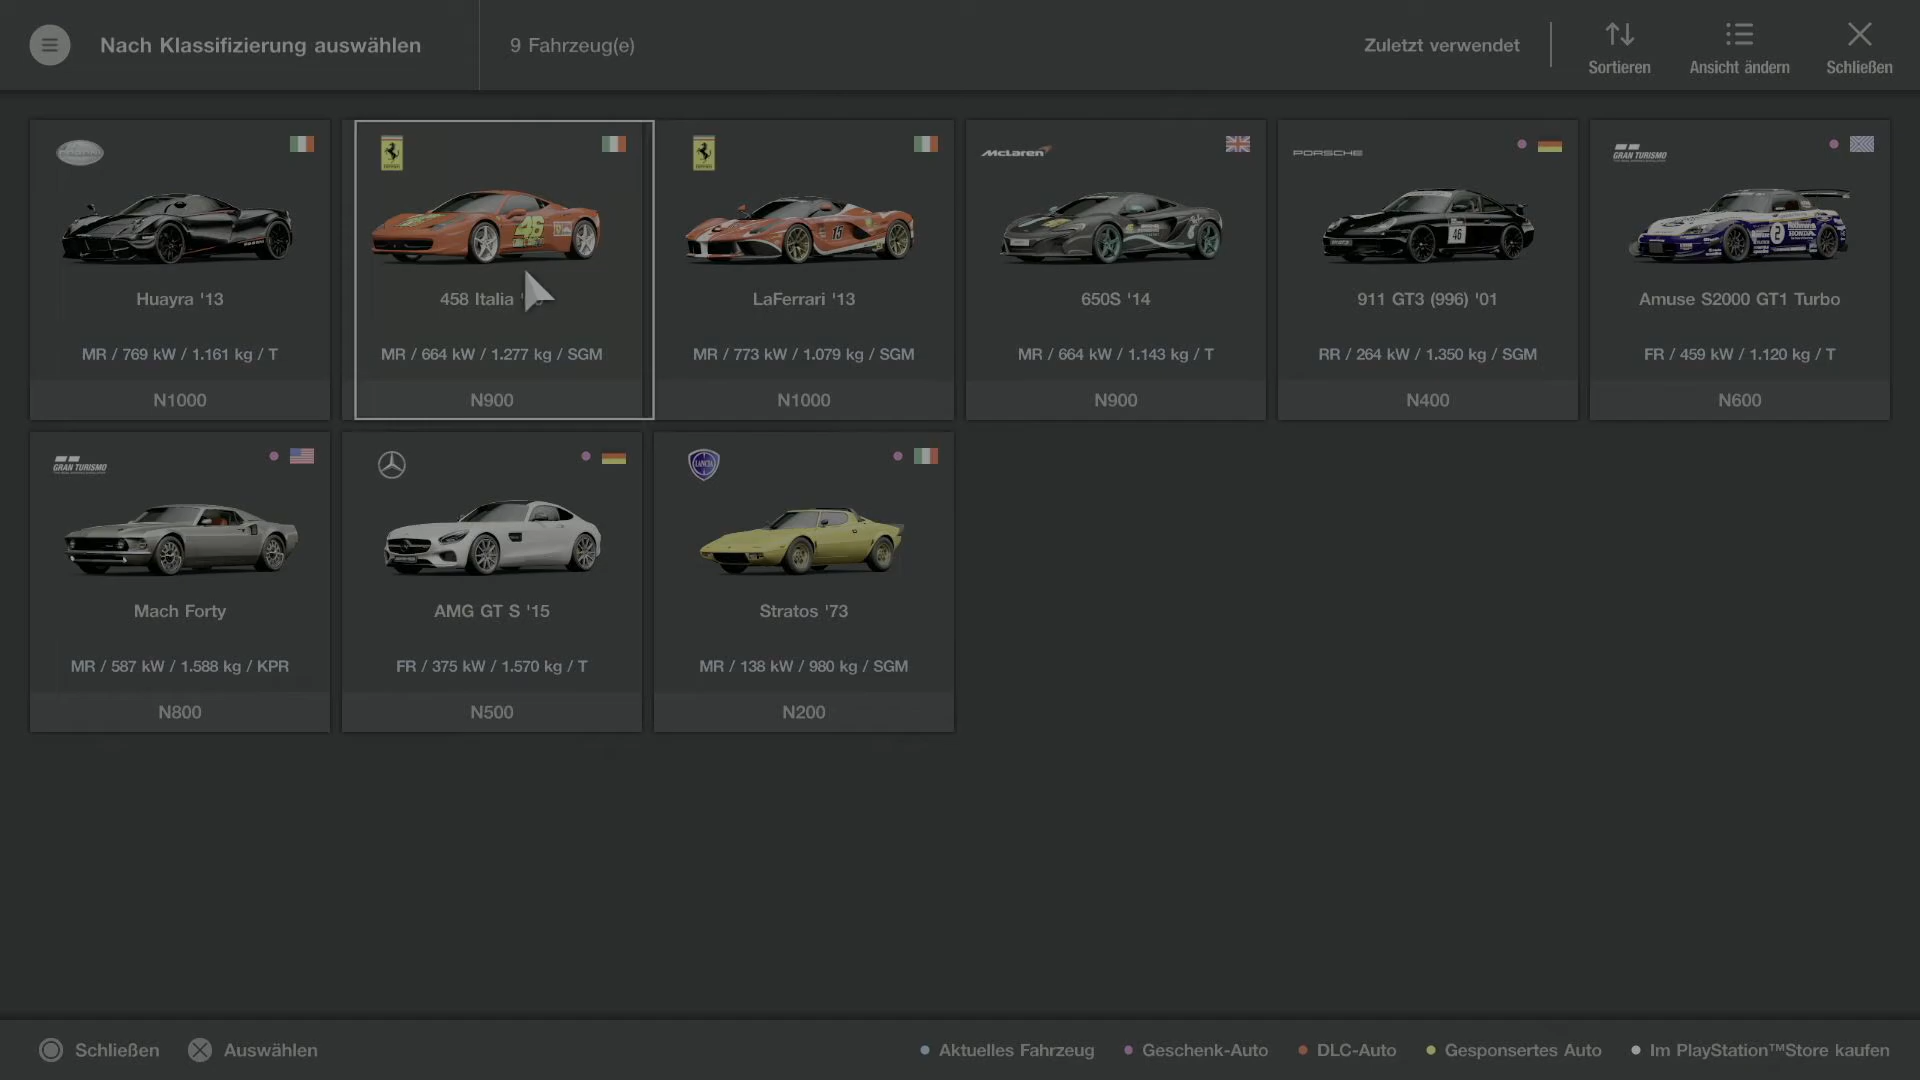 Nach Klassifizierung auswählen
9 Fahrzeug(e)
Zuletzt verwendet
Sortieren
Ansicht ändern
Schließen
Huayra '13
MR / 769 kW / 1.161 kg / T
N1000
46
458 Italia
MR / 664 kW / 1.277 kg / SGM
N900
15
LaFerrari '13
MR / 773 kW / 1.079 kg / SGM
N1000
McLaren
650S '14
MR / 664 kW / 1.143 kg / T
N900
PORSCHE
46
911 GT3 (996) '01
RR / 264 kW / 1.350 kg / SGM
N400
GRAN TURISMO
2
HONDA
Amuse S2000 GT1 Turbo
FR / 459 kW / 1.120 kg / T
N600
GRAN TURISMO
Mach Forty
MR / 587 kW / 1.588 kg / KPR
N800
AMG GT S '15
FR / 375 kW / 1.570 kg / T
N500
LANCIA
Stratos '73
MR / 138 kW / 980 kg / SGM
N200
Schließen
Auswählen
Aktuelles Fahrzeug
Geschenk-Auto
DLC-Auto
Gesponsertes Auto
Im PlayStation™Store kaufen